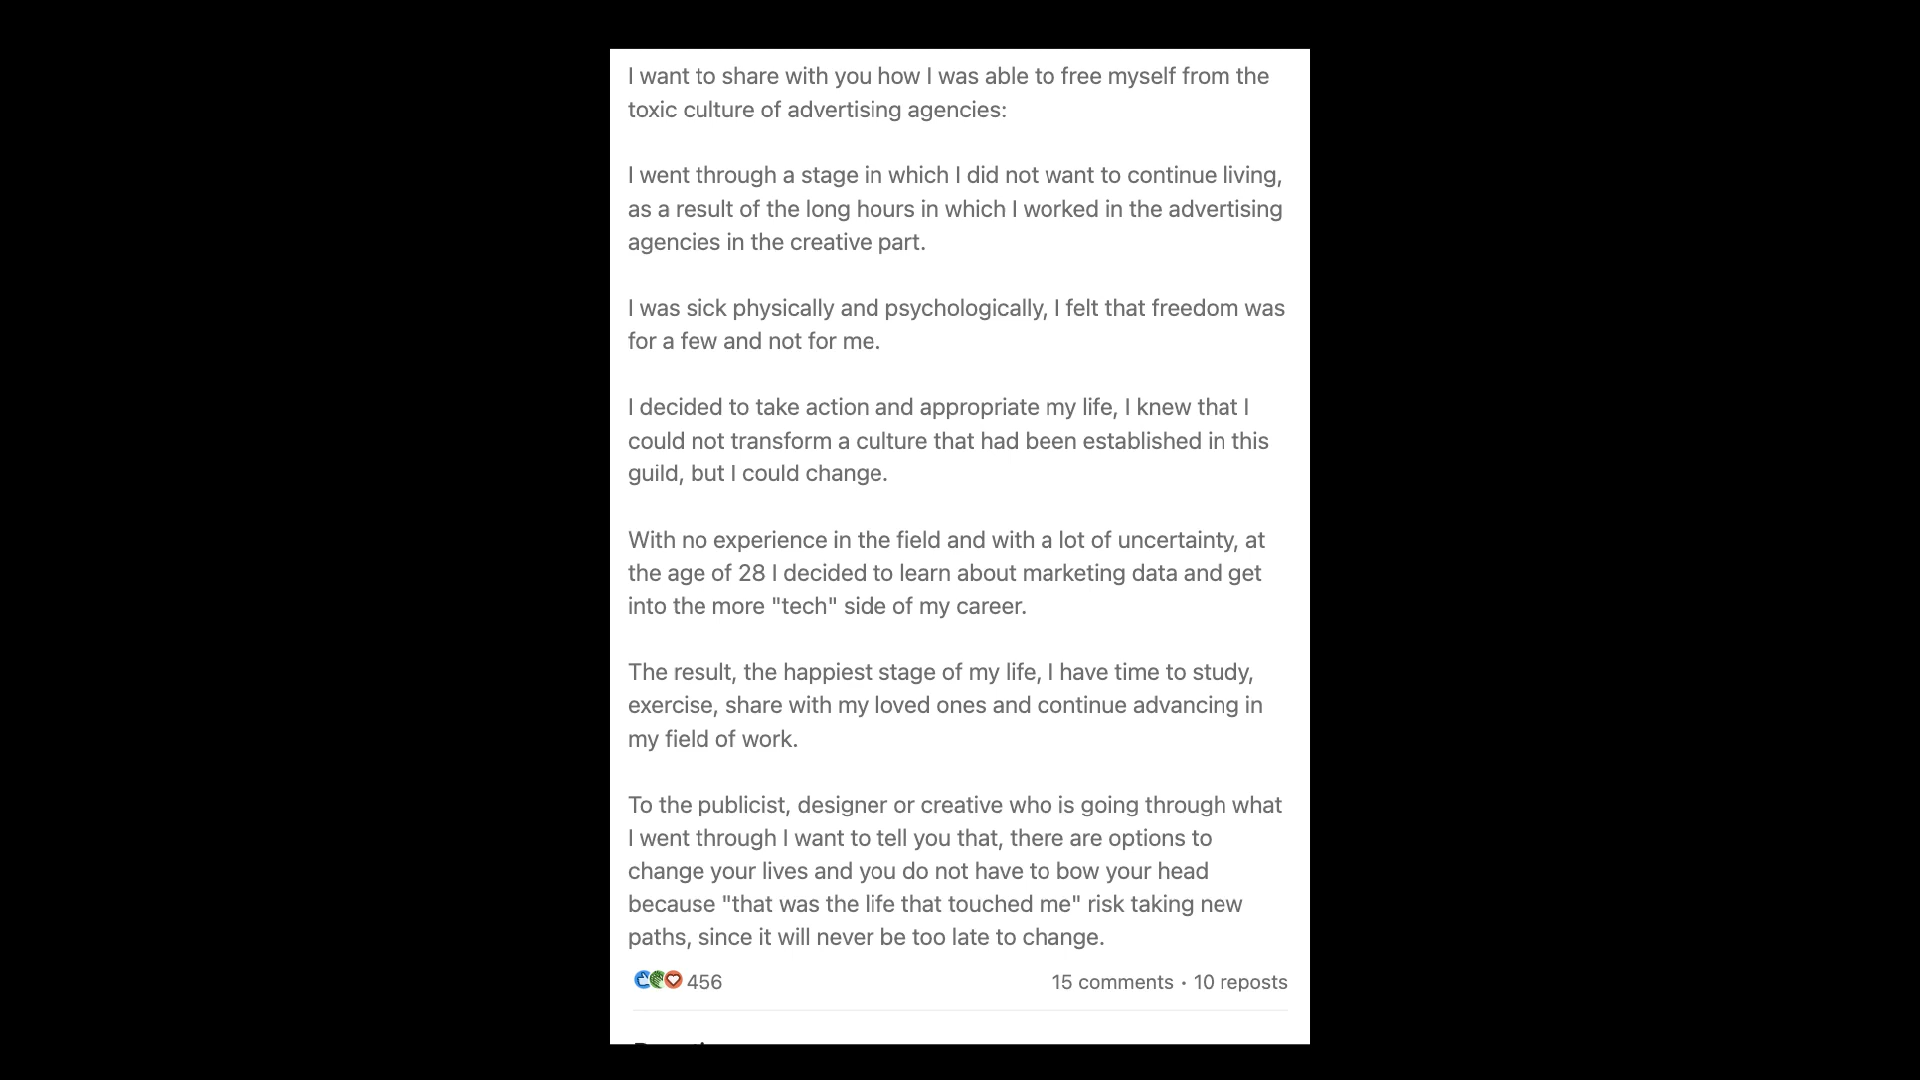 I want to share with you how I was able to free myself from the
toxic culture of advertising agencies:
I went through a stage in which I did not want to continue living,
as a result of the long hours in which I worked in the advertising
agencies in the creative part.
I was sick physically and psychologically, I felt that freedom was
for a few and not for me.
I decided to take action and appropriate my life, I knew that I
could not transform a culture that had been established in this
guild, but I could change.
With no experience in the field and with a lot of uncertainty, at
the age of 28 I decided to learn about marketing data and get
into the more "tech" side of my career.
The result, the happiest stage of my life, I have time to study,
exercise, share with my loved ones and continue advancing in
my field of work.
To the publicist, designer or creative who is going through what
I went through I want to tell you that, there are options to
change your lives and you do not have to bow your head
because "that was the life that touched me" risk taking new
paths, since it will never be too late to change.
456
15 comments • 10 reposts